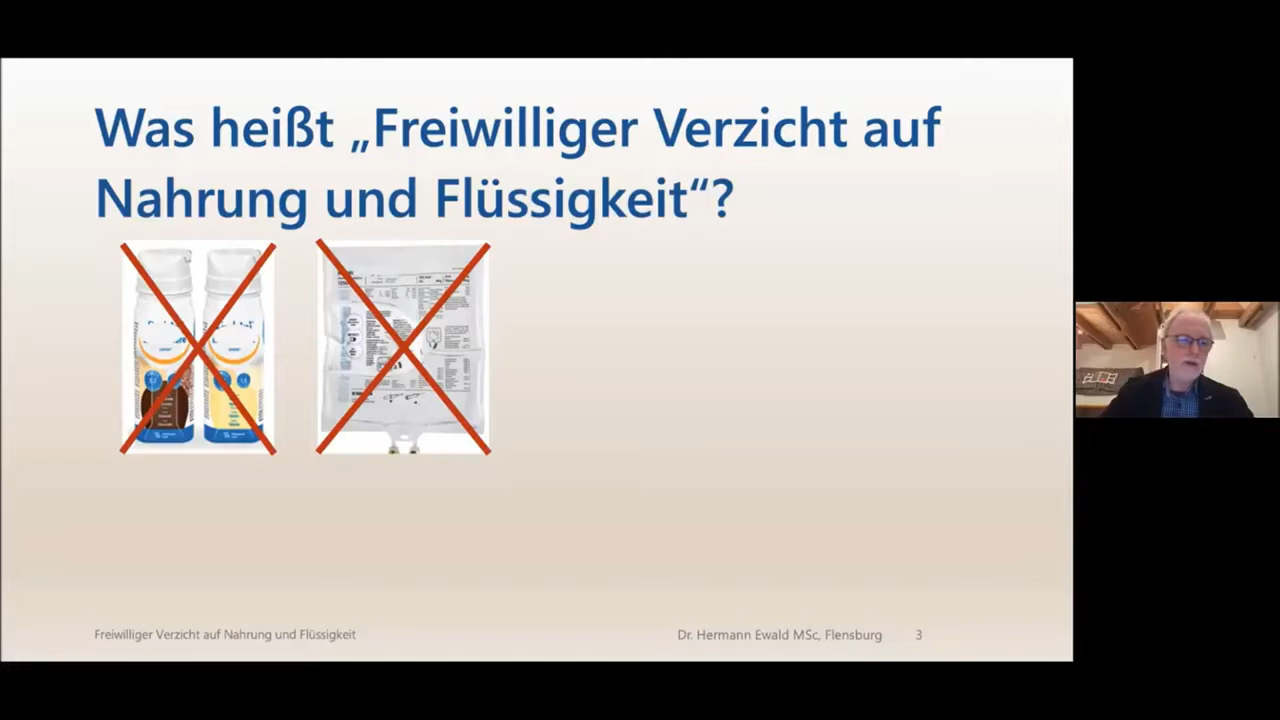 Was heißt „Freiwilliger Verzicht auf
Nahrung und Flüssigkeit“?
Freiwilliger Verzicht auf Nahrung und Flüssigkeit
Dr. Hermann Ewald MSc, Flensburg
3